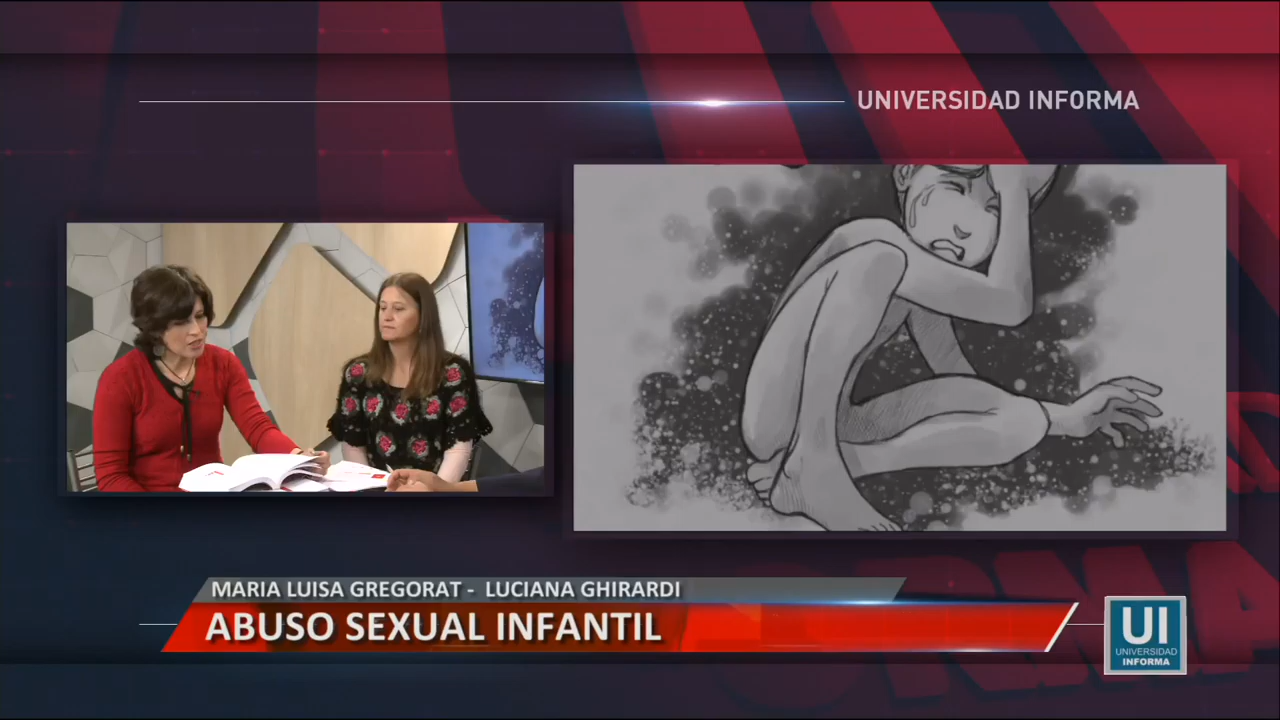 UNIVERSIDAD INFORMA
MARIA LUISA GREGORAT - LUCIANA GHIRARDI
ABUSO SEXUAL INFANTIL
UI
UNIVERSIDAD
INFORMA